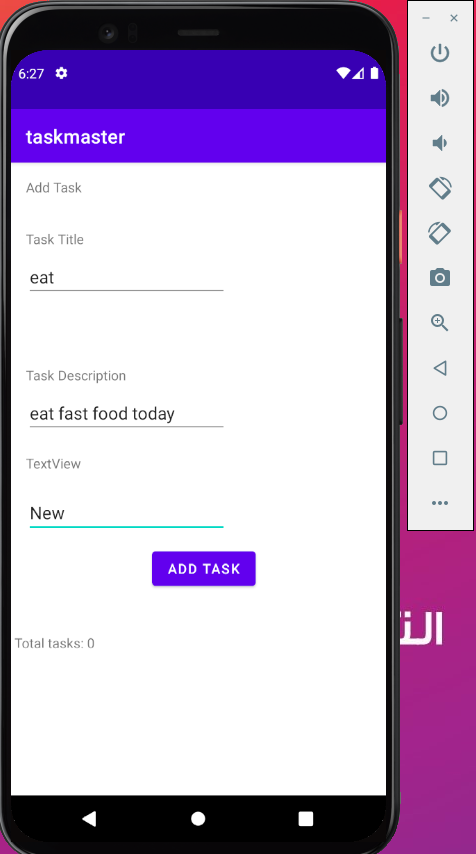 6:27
taskmaster
Add Task
Task Title
eat
Task Description
eat fast food today
TextView
New
ADD TASK
Total tasks: 0